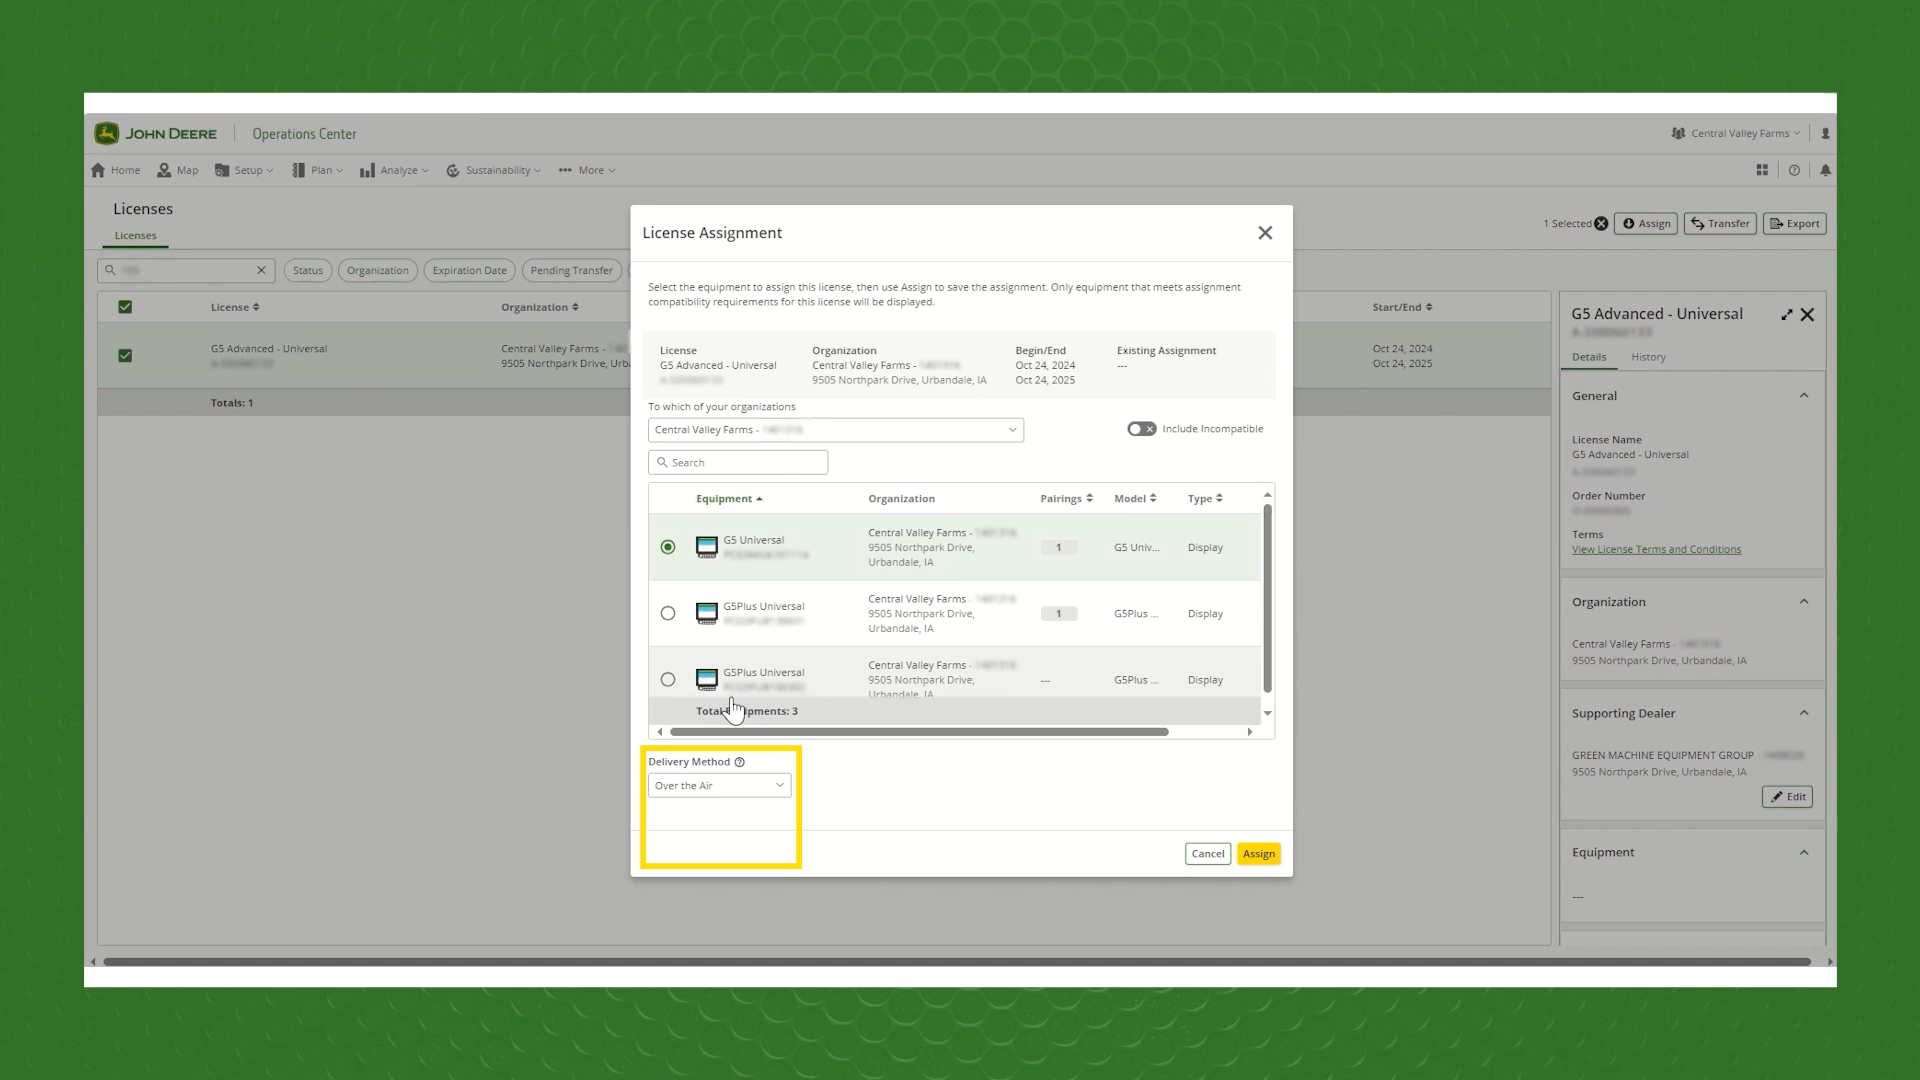 JOHN DEERE
Operations Center
Central Valley Farms
Home
Map
Setup
Plan
Analyze
Sustainability
More
Licenses
Licenses
1 Selected
Assign
Transfer
Export
Status
Organization
Expiration Date
Pending Transfer
License
Organization
Start/End
G5 Advanced - Universal
Central Valley Farms -
9505 Northpark Drive,
Oct 24, 2024
Oct 24, 2025
Totals: 1
License Assignment
Select the equipment to assign this license, then use Assign to save the assignment. Only equipment that meets assignment
compatibility requirements for this license will be displayed.
License
G5 Advanced - Universal
Organization
Central Valley Farms -
9505 Northpark Drive, Urbandale, IA
Begin/End
Oct 24, 2024
Oct 24, 2025
Existing Assignment
---
To which of your organizations
Central Valley Farms -
Include Incompatible
Search
Equipment
Organization
Pairings
Model
Type
G5 Universal
Central Valley Farms -
9505 Northpark Drive,
Urbandale, IA
1
G5 Univ...
Display
G5Plus Universal
Central Valley Farms -
9505 Northpark Drive,
Urbandale, IA
1
G5Plus ...
Display
G5Plus Universal
Central Valley Farms -
9505 Northpark Drive,
Urbandale, IA
---
G5Plus ...
Display
Total 3
Delivery Method
Over the Air
Cancel
Assign
G5 Advanced - Universal
Details
History
General
License Name
G5 Advanced - Universal
Order Number
Terms
View License Terms and Conditions
Organization
Central Valley Farms -
9505 Northpark Drive, Urbandale, IA
Supporting Dealer
GREEN MACHINE EQUIPMENT GROUP
9505 Northpark Drive, Urbandale, IA
Edit
Equipment
---